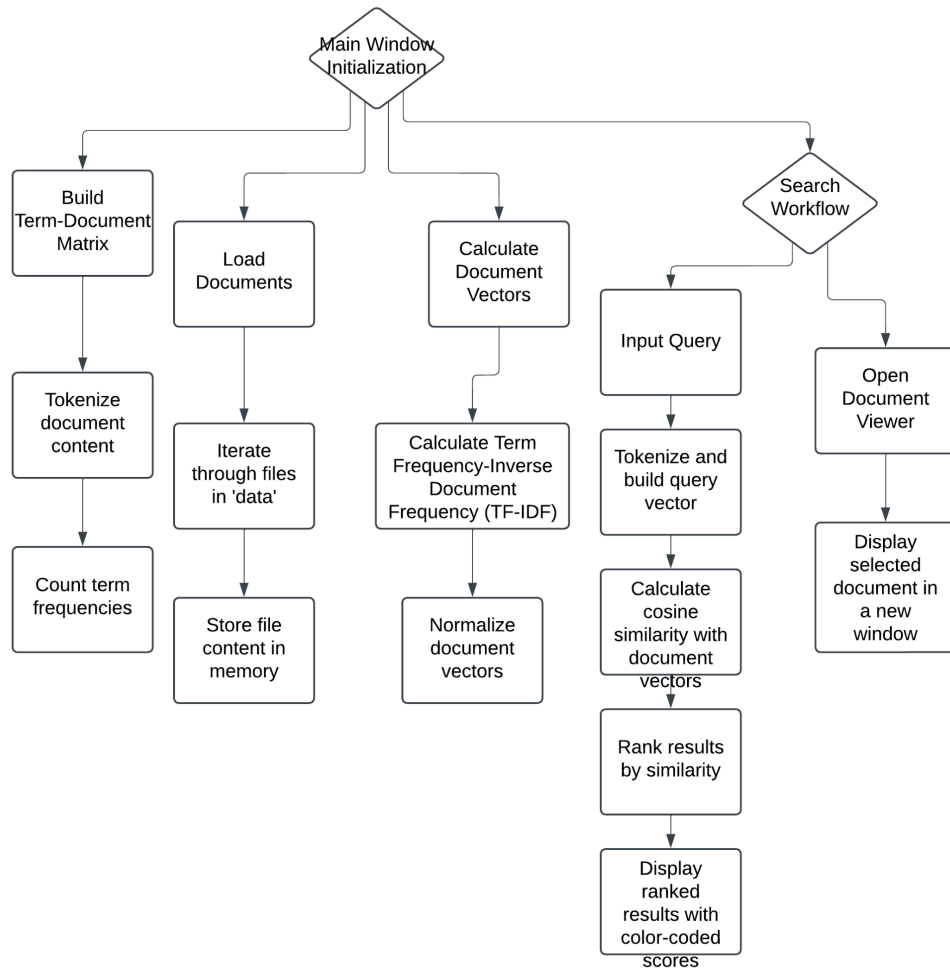 Main Window
Initialization
Build
Term-Document
Matrix
Load
Documents
Calculate
Document
Vectors
Search
Workflow
Input Query
Open
Document
Viewer
Tokenize
document
content
Iterate
through files
in 'data'
Calculate Term
Frequency-Inverse
Document
Frequency (TF-IDF)
Tokenize and
build query
vector
Display
selected
document in
a new
window
Count term
frequencies
Store file
content in
memory
Normalize
document
vectors
Calculate
cosine
similarity with
document
vectors
Rank results
by similarity
Display
ranked
results with
color-coded
scores